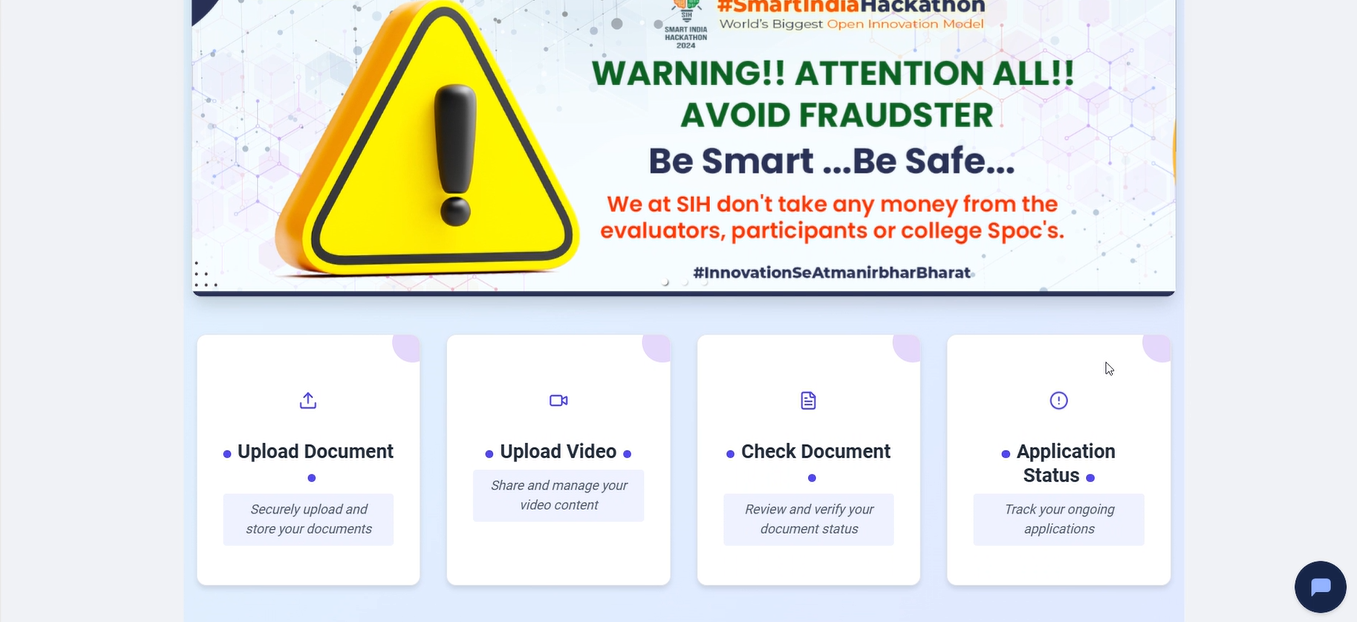 #SmartIndiaHackathon
World's Biggest Open Innovation Model
SMART INDIA
HACKATHON
2024
WARNING!! ATTENTION ALL!!
AVOID FRAUDSTER
Be Smart ...Be Safe...
We at SIH don't take any money from the
evaluators, participants or college Spoc's.
#InnovationSeAtmanirbharBharat
Upload Document
Securely upload and
store your documents
Upload Video
Share and manage your
video content
Check Document
Review and verify your
document status
Application
Status
Track your ongoing
applications